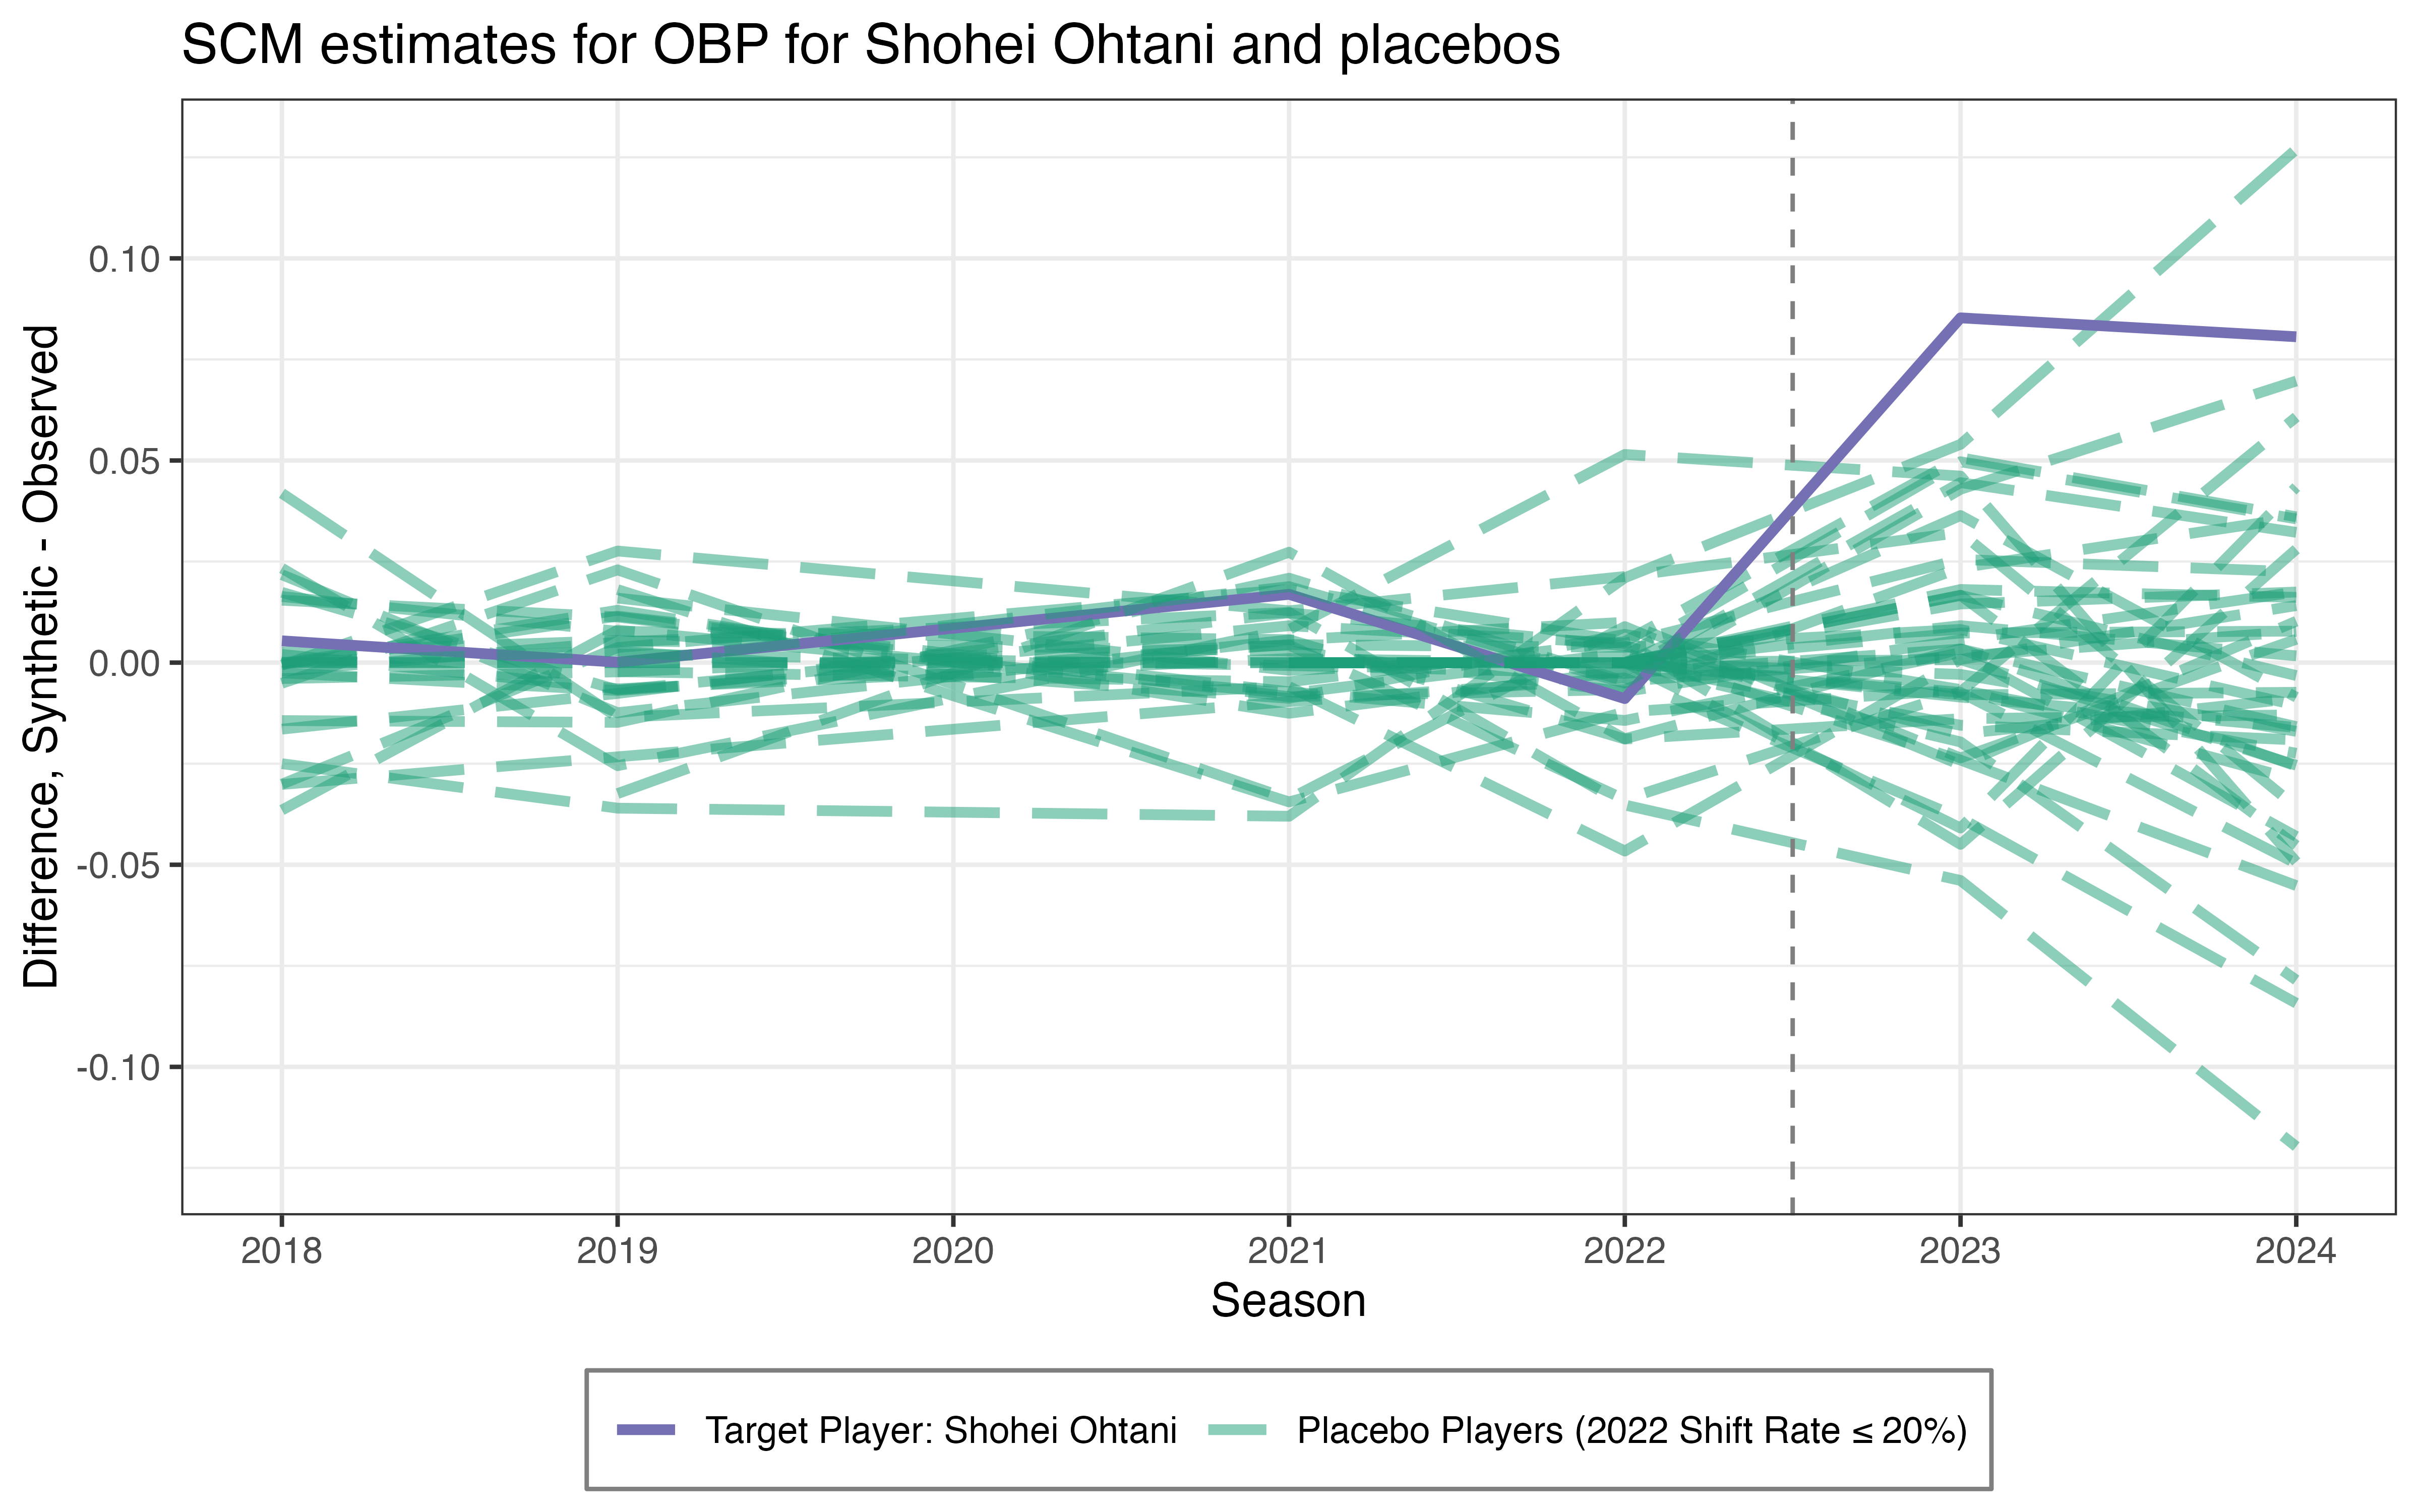 SCM estimates for OBP for Shohei Ohtani and placebos
Difference, Synthetic - Observed
0.10
0.05
0.00
-0.05
-0.10
2018 2019 2020 2021 2022 2023 2024
Season
Target Player: Shohei Ohtani Placebo Players (2022 Shift Rate ≤ 20%)